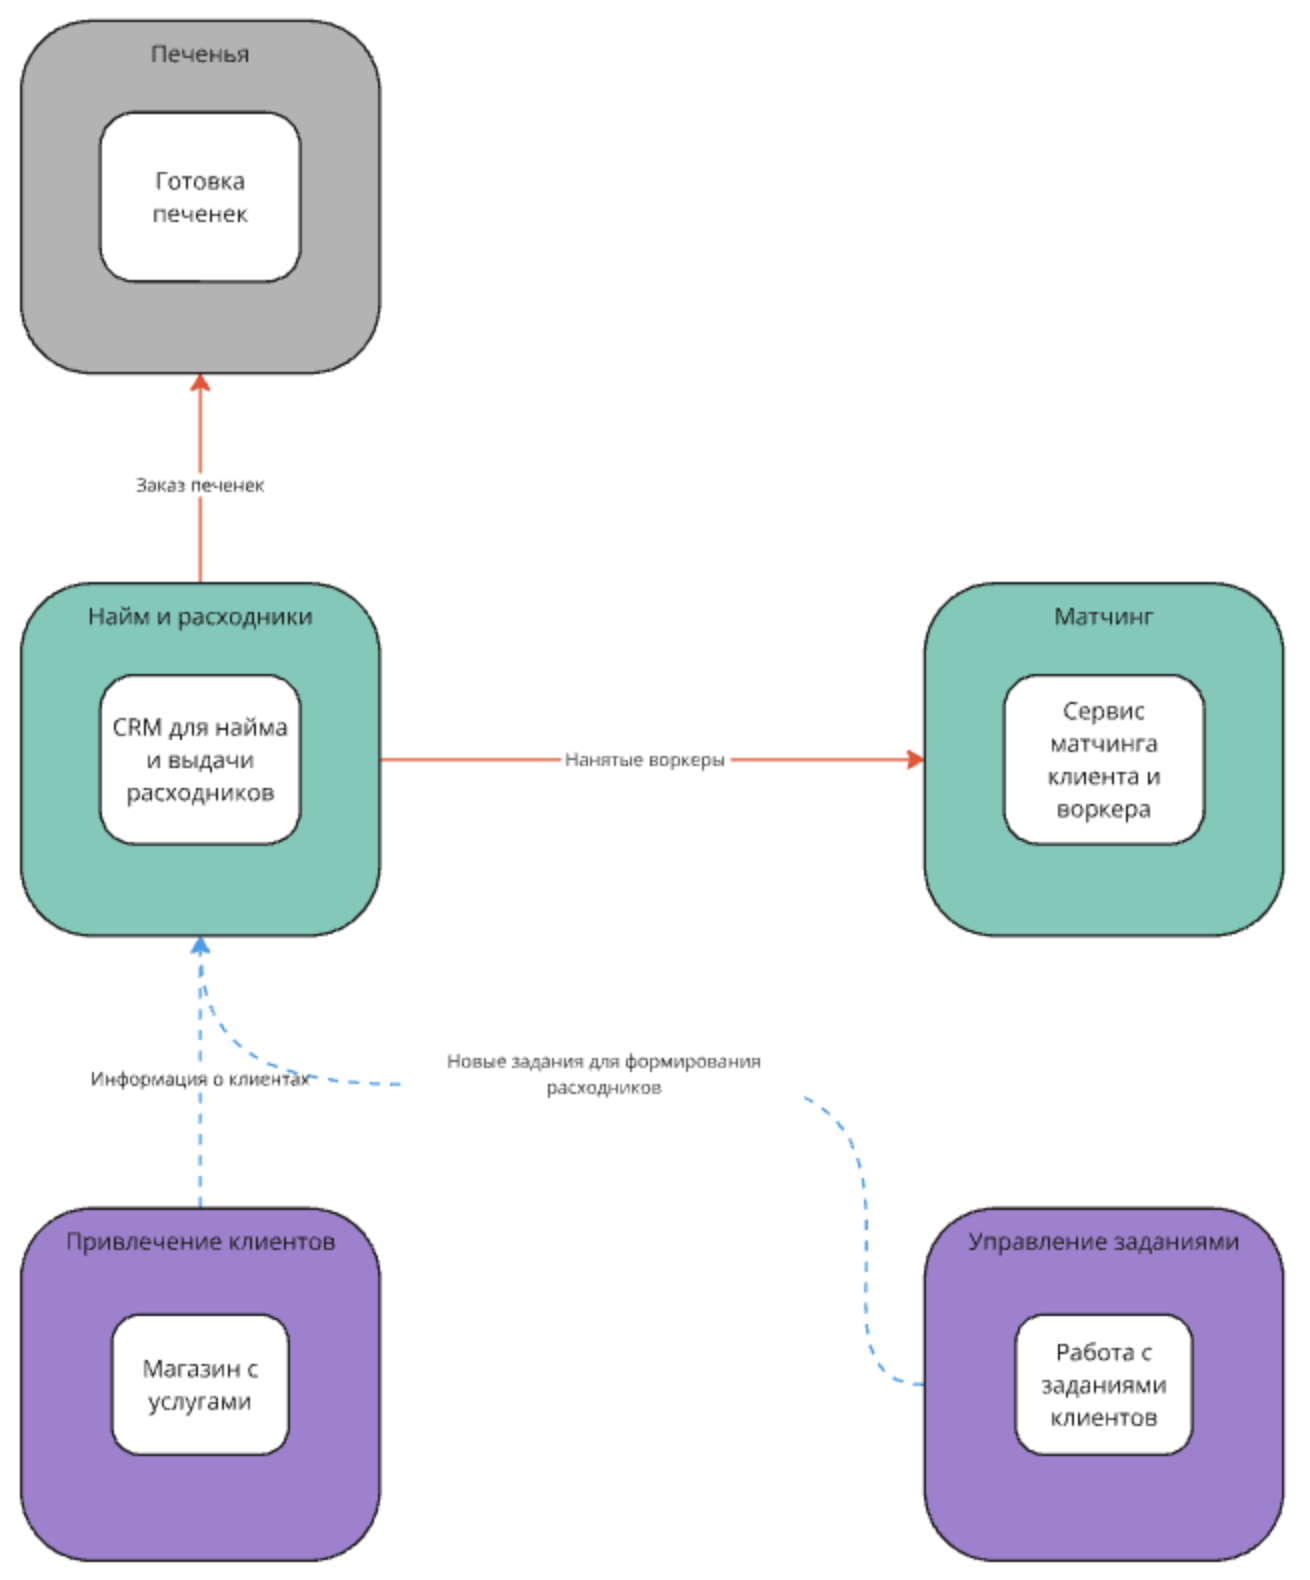 Печенья
Готовка
печенек
Заказ печенек
Найм и расходники
CRM для найма
и выдачи
расходников
Нанятые воркеры
Матчинг
Сервис
матчинга
клиента и
воркера
Информация о клиентах
Новые задания для формирования
расходников
Привлечение клиентов
Магазин с
услугами
Управление заданиями
Работа с
заданиями
клиентов